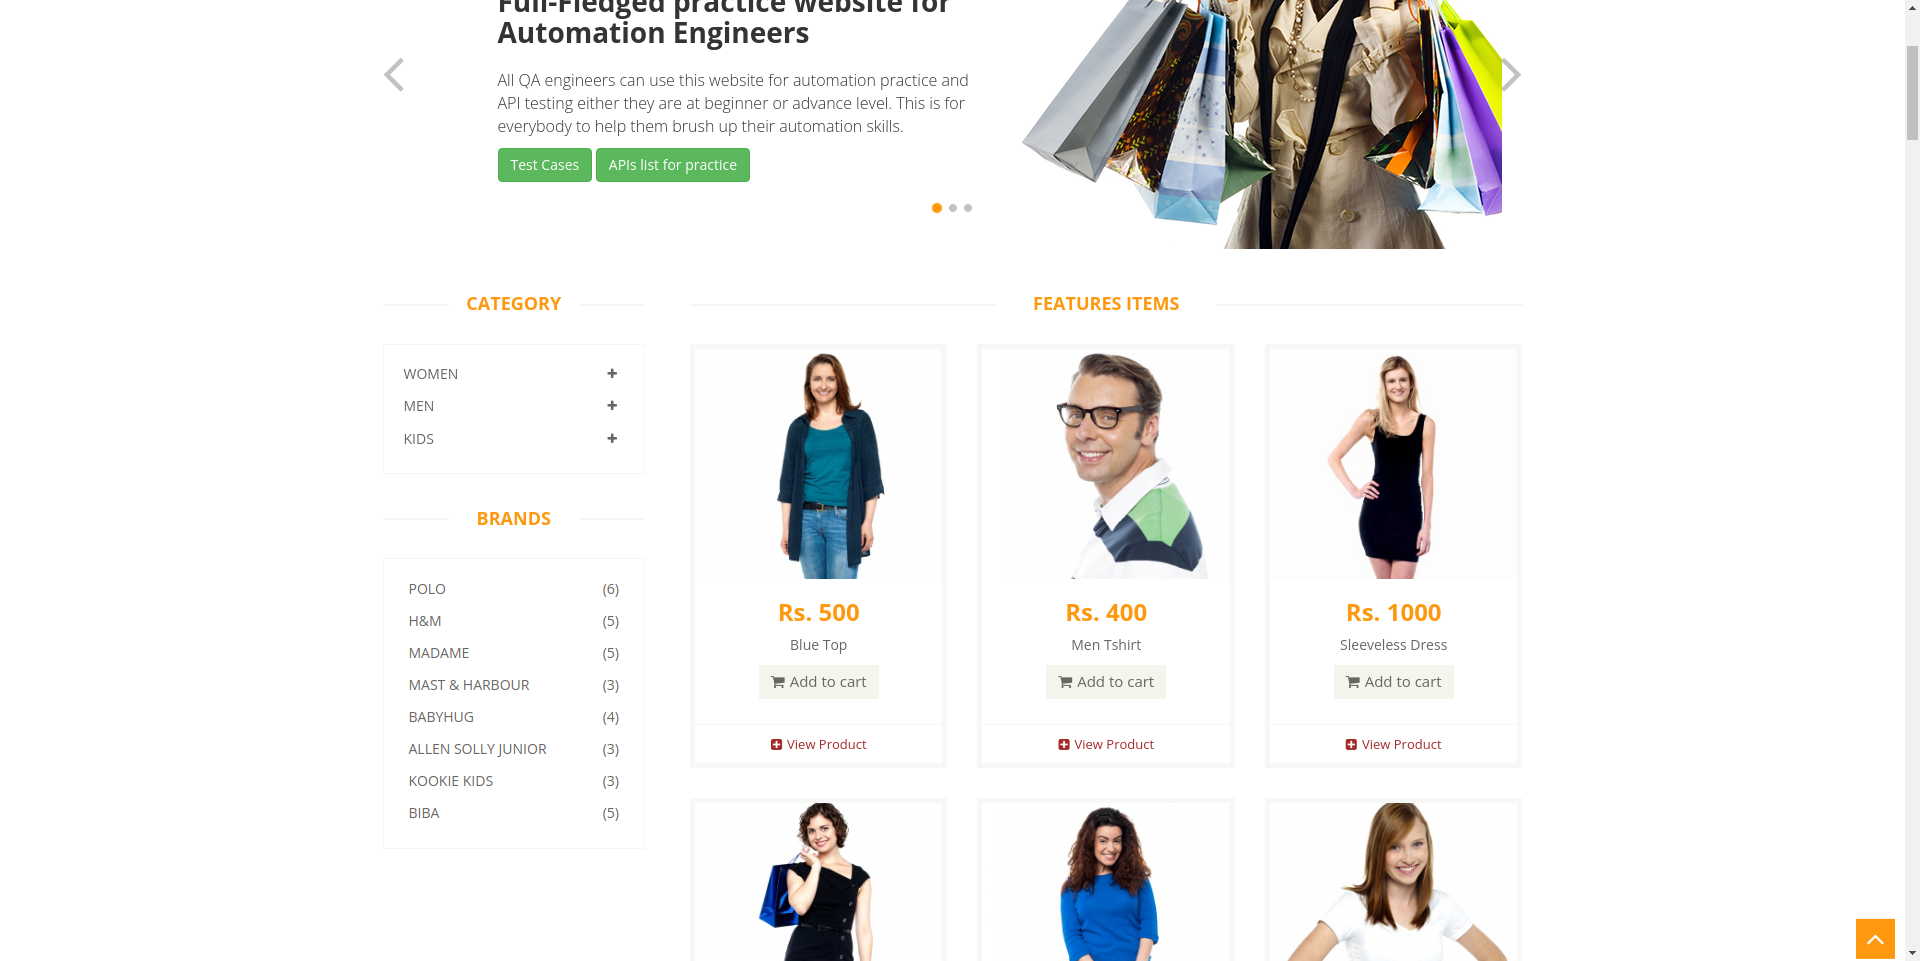 Full-Fledged practice website for
Automation Engineers
All QA engineers can use this website for automation practice and
API testing either they are at beginner or advance level. This is for
everybody to help them brush up their automation skills.
Test Cases
APIs list for practice
CATEGORY
WOMEN
MEN
KIDS
BRANDS
POLO (6)
H&M (5)
MADAME (5)
MAST & HARBOUR (3)
BABYHUG (4)
ALLEN SOLLY JUNIOR (3)
KOOKIE KIDS (3)
BIBA (5)
FEATURES ITEMS
Rs. 500
Blue Top
Add to cart
View Product
Rs. 400
Men Tshirt
Add to cart
View Product
Rs. 1000
Sleeveless Dress
Add to cart
View Product